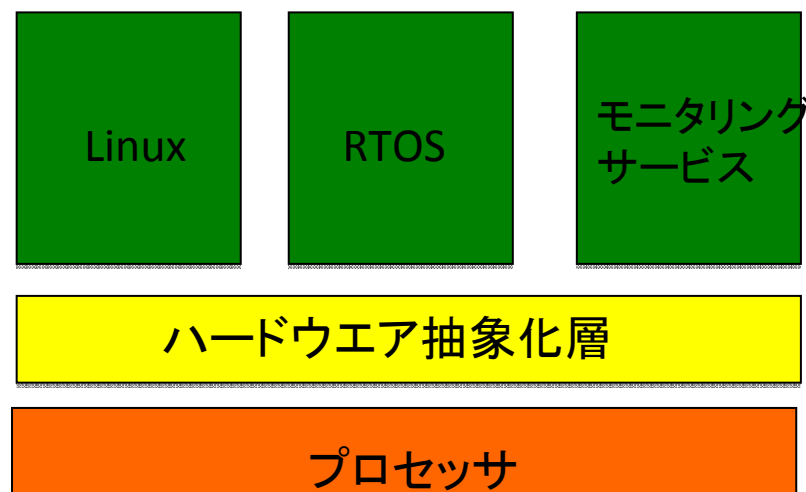 Linux
RTOS
モニタリング
サービス
ハードウエア抽象化層
プロセッサ